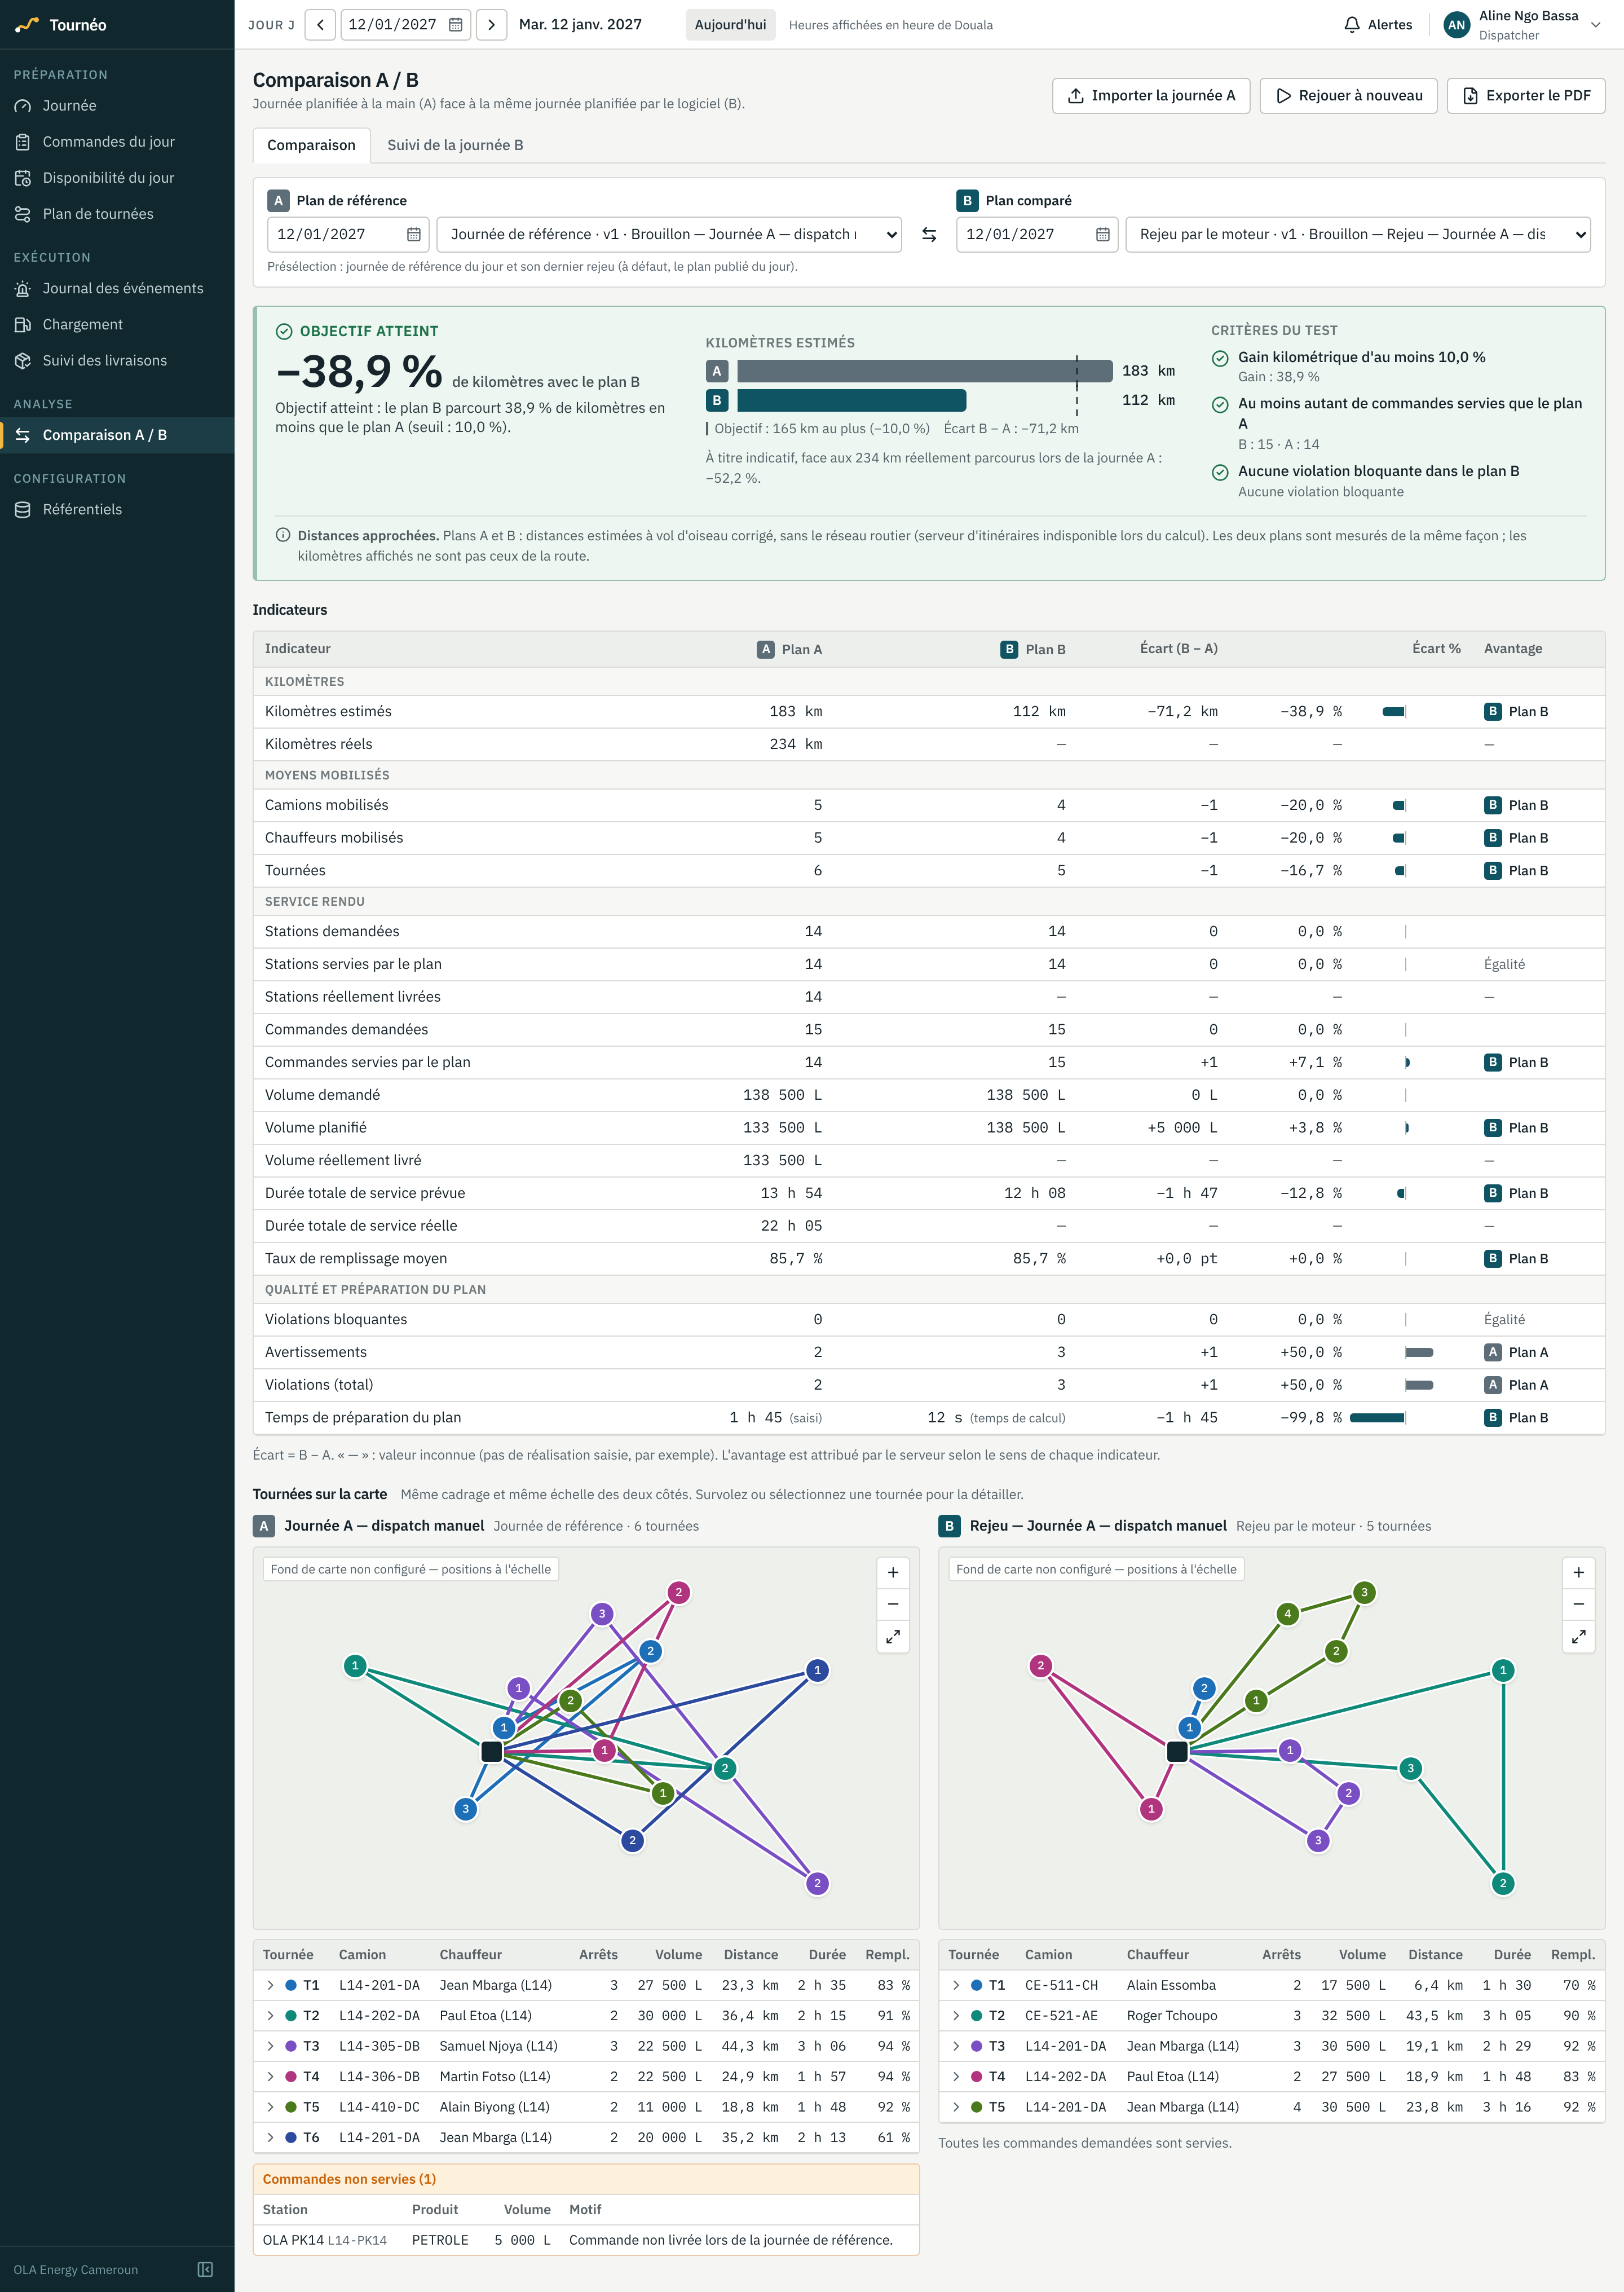 Tournéo
JOUR J
12/01/2027
Mar. 12 janv. 2027
Aujourd'hui
Heures affichées en heure de Douala
Alertes
AN
Aline Ngo Bassa
Dispatcher
PRÉPARATION
Journée
Commandes du jour
Disponibilité du jour
Plan de tournées
EXÉCUTION
Journal des événements
Chargement
Suivi des livraisons
ANALYSE
Comparaison A / B
CONFIGURATION
Référentiels
OLA Energy Cameroun
Comparaison A / B
Journée planifiée à la main (A) face à la même journée planifiée par le logiciel (B).
Importer la journée A
Rejouer à nouveau
Exporter le PDF
Comparaison
Suivi de la journée B
A Plan de référence
12/01/2027
Journée de référence · v1 · Brouillon — Journée A — dispatch
B Plan comparé
12/01/2027
Rejeu par le moteur · v1 · Brouillon — Rejeu — Journée A — dis
Présélection : journée de référence du jour et son dernier rejeu (à défaut, le plan publié du jour).
OBJECTIF ATTEINT
−38,9 % de kilomètres avec le plan B
Objectif atteint : le plan B parcourt 38,9 % de kilomètres en
moins que le plan A (seuil : 10,0 %).
KILOMÈTRES ESTIMÉS
A 183 km
B 112 km
Objectif : 165 km au plus (−10,0 %) Écart B − A : −71,2 km
À titre indicatif, face aux 234 km réellement parcourus lors de la journée A :
−52,2 %.
CRITÈRES DU TEST
Gain kilométrique d'au moins 10,0 %
Gain : 38,9 %
Au moins autant de commandes servies que le plan
A
B : 15 · A : 14
Aucune violation bloquante dans le plan B
Aucune violation bloquante
Distances approchées. Plans A et B : distances estimées à vol d'oiseau corrigé, sans le réseau routier (serveur d'itinéraires indisponible lors du calcul). Les deux plans sont mesurés de la même façon ; les
kilomètres affichés ne sont pas ceux de la route.
Indicateurs
Indicateur A Plan A B Plan B Écart (B − A) Écart % Avantage
KILOMÈTRES
Kilomètres estimés 183 km 112 km −71,2 km −38,9 % B Plan B
Kilomètres réels 234 km — — — —
MOYENS MOBILISÉS
Camions mobilisés 5 4 −1 −20,0 % B Plan B
Chauffeurs mobilisés 5 4 −1 −20,0 % B Plan B
Tournées 6 5 −1 −16,7 % B Plan B
SERVICE RENDU
Stations demandées 14 14 0 0,0 %
Stations servies par le plan 14 14 0 0,0 % Égalité
Stations réellement livrées 14 — — — —
Commandes demandées 15 15 0 0,0 %
Commandes servies par le plan 14 15 +1 +7,1 % B Plan B
Volume demandé 138 500 L 138 500 L 0 L 0,0 %
Volume planifié 133 500 L 138 500 L +5 000 L +3,8 % B Plan B
Volume réellement livré 133 500 L — — — —
Durée totale de service prévue 13 h 54 12 h 08 −1 h 47 −12,8 % B Plan B
Durée totale de service réelle 22 h 05 — — — —
Taux de remplissage moyen 85,7 % 85,7 % +0,0 pt +0,0 % B Plan B
QUALITÉ ET PRÉPARATION DU PLAN
Violations bloquantes 0 0 0 0,0 % Égalité
Avertissements 2 3 +1 +50,0 % A Plan A
Violations (total) 2 3 +1 +50,0 % A Plan A
Temps de préparation du plan 1 h 45 (saisi) 12 s (temps de calcul) −1 h 45 −99,8 % B Plan B
Écart = B − A. « — » : valeur inconnue (pas de réalisation saisie, par exemple). L'avantage est attribué par le serveur selon le sens de chaque indicateur.
Tournées sur la carte Même cadrage et même échelle des deux côtés. Survolez ou sélectionnez une tournée pour la détailler.
A Journée A — dispatch manuel Journée de référence · 6 tournées
Fond de carte non configuré — positions à l'échelle
+
−
2
3
2
1
1
1
2
1
1
2
1
3
2
2
Tournée Camion Chauffeur Arrêts Volume Distance Durée Rempl.
T1 L14-201-DA Jean Mbarga (L14) 3 27 500 L 23,3 km 2 h 35 83 %
T2 L14-202-DA Paul Etoa (L14) 2 30 000 L 36,4 km 2 h 15 91 %
T3 L14-305-DB Samuel Njoya (L14) 3 22 500 L 44,3 km 3 h 06 94 %
T4 L14-306-DB Martin Fotso (L14) 2 22 500 L 24,9 km 1 h 57 94 %
T5 L14-410-DC Alain Biyong (L14) 2 11 000 L 18,8 km 1 h 48 92 %
T6 L14-201-DA Jean Mbarga (L14) 2 20 000 L 35,2 km 2 h 13 61 %
Commandes non servies (1)
Station Produit Volume Motif
OLA PK14 L14-PK14 PETROLE 5 000 L Commande non livrée lors de la journée de référence.
B Rejeu — Journée A — dispatch manuel Rejeu par le moteur · 5 tournées
Fond de carte non configuré — positions à l'échelle
+
−
3
4
2
2
1
2
1
1
1
3
2
1
3
2
Tournée Camion Chauffeur Arrêts Volume Distance Durée Rempl.
T1 CE-511-CH Alain Essomba 2 17 500 L 6,4 km 1 h 30 70 %
T2 CE-521-AE Roger Tchoupo 3 32 500 L 43,5 km 3 h 05 90 %
T3 L14-201-DA Jean Mbarga (L14) 3 30 500 L 19,1 km 2 h 29 92 %
T4 L14-202-DA Paul Etoa (L14) 2 27 500 L 18,9 km 1 h 48 83 %
T5 L14-201-DA Jean Mbarga (L14) 4 30 500 L 23,8 km 3 h 16 92 %
Toutes les commandes demandées sont servies.